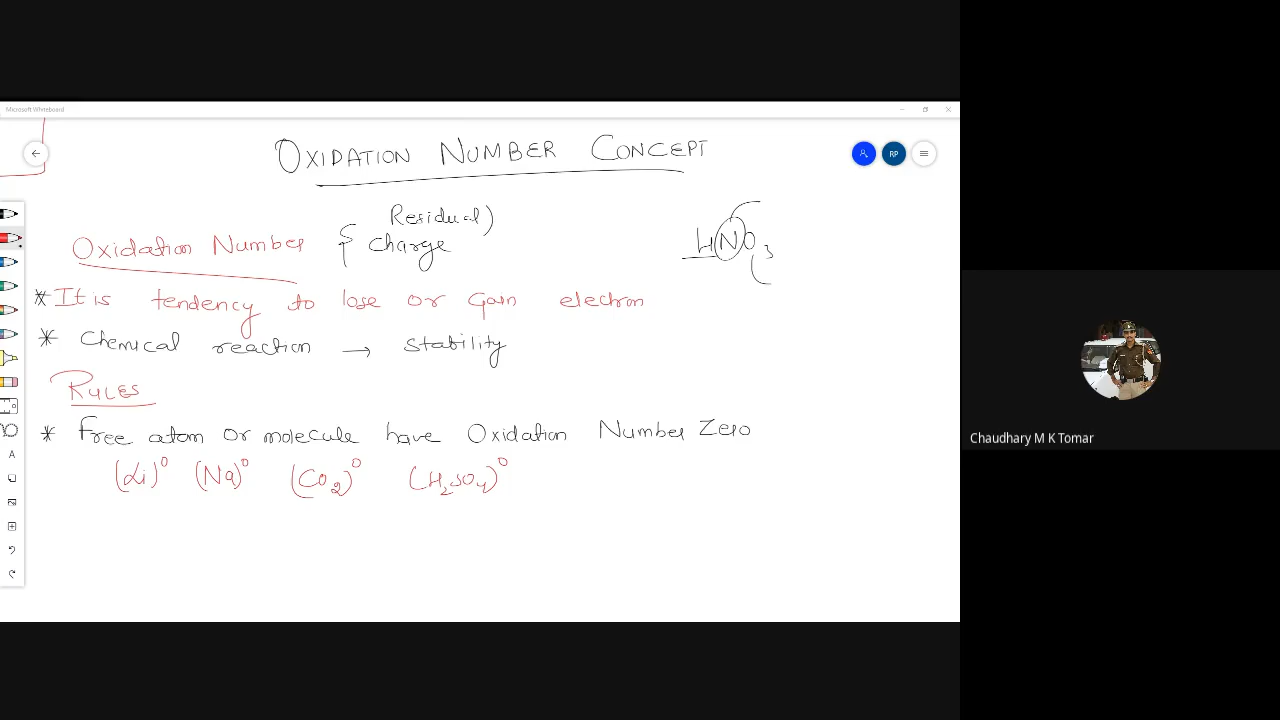 Microsoft Whiteboard
OXIDATION NUMBER CONCEPT
RP
Residual)
Oxidation Number { charge
HNO3
* It is tendency to lose or Gain electron
* Chemical reaction → Stability
RULES
* Free atom or molecule have Oxidation Number Zero
(Li)⁰ (Na)⁰ (CO₂)⁰ (H₂SO₄)⁰
A
Chaudhary M K Tomar